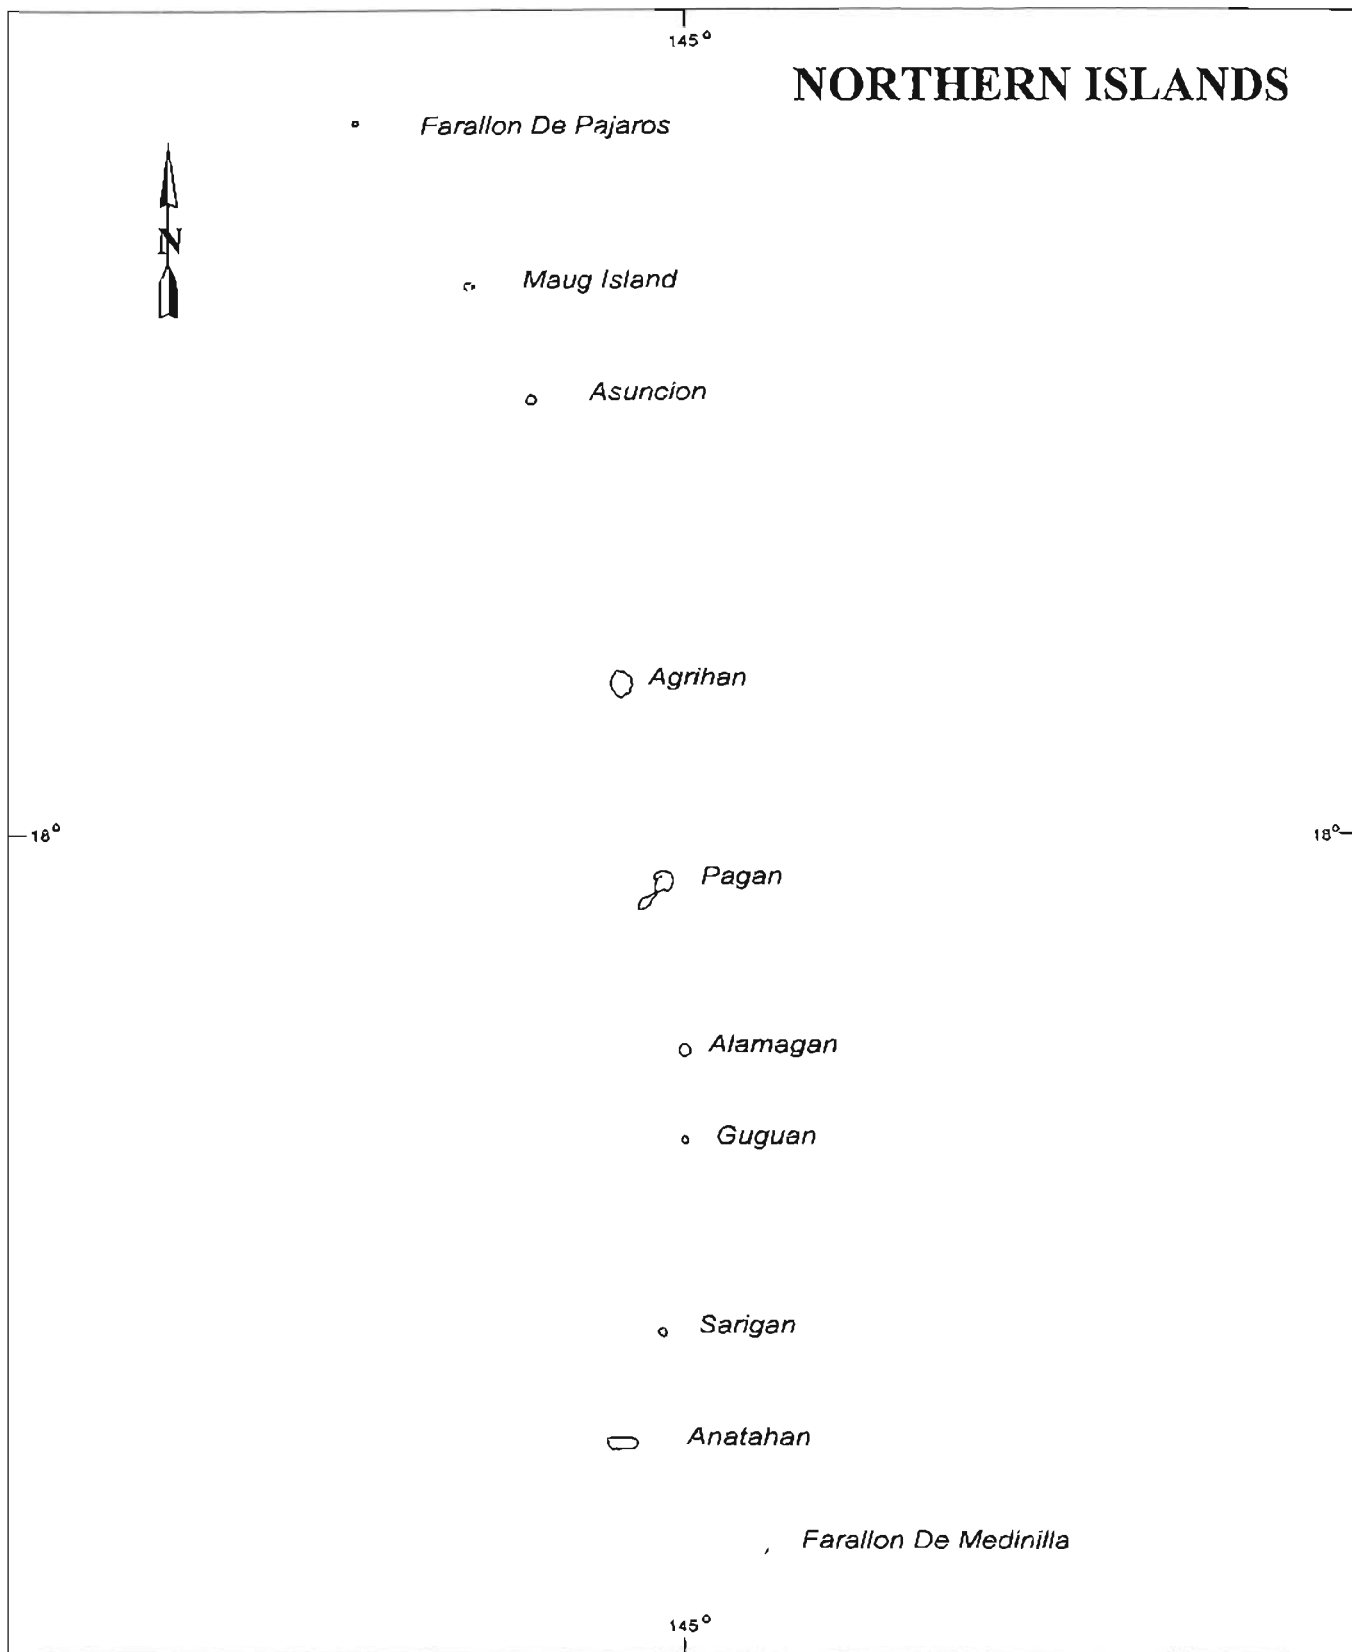 145°
NORTHERN ISLANDS
Farallon De Pajaros
N
Maug Island
Asuncion
Agrihan
18°
18°
Pagan
Alamagan
Guguan
Sarigan
Anatahan
Farallon De Medinilla
145°